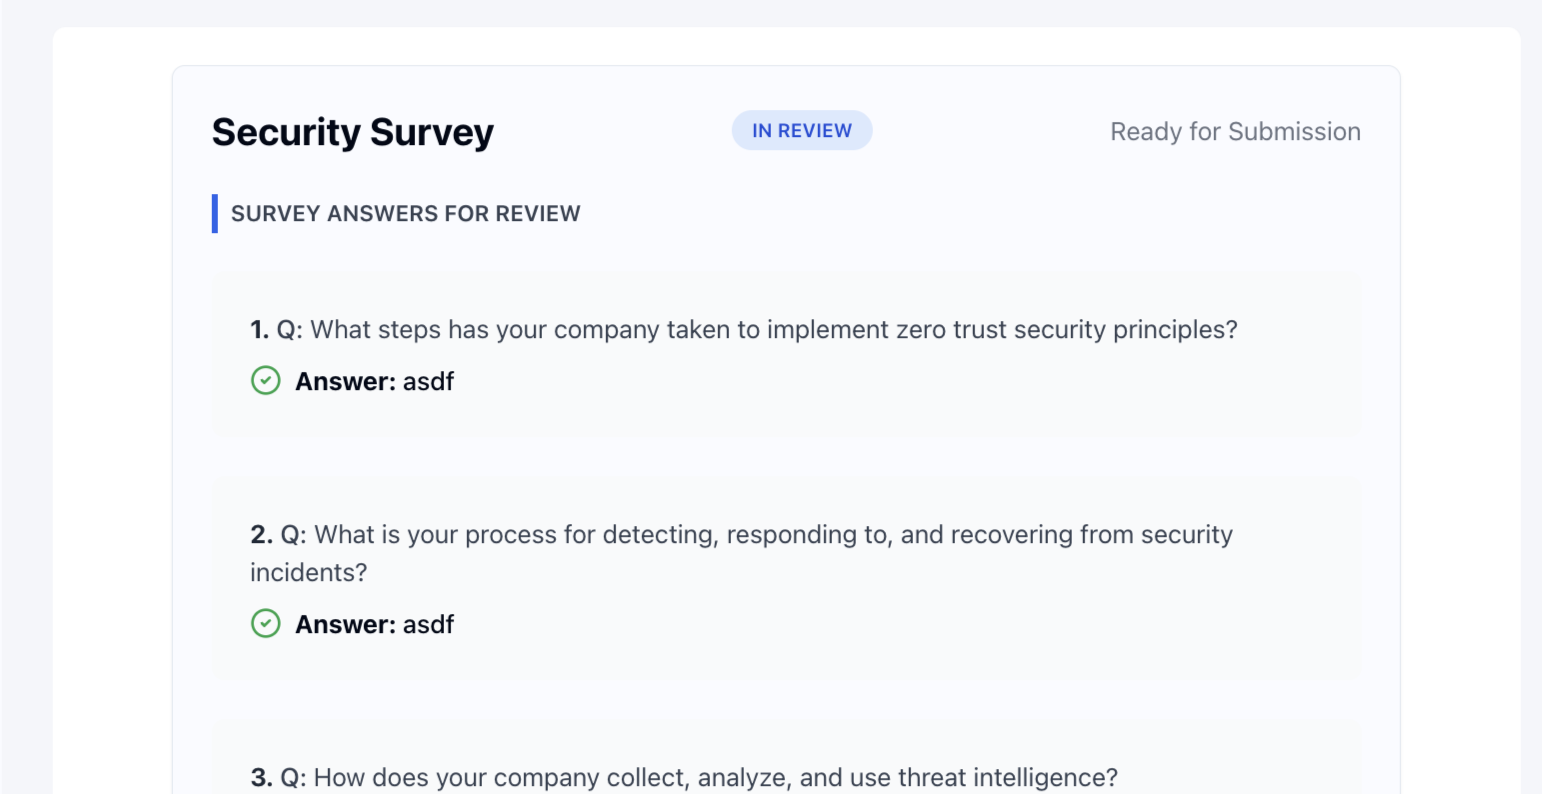 Security Survey
IN REVIEW
Ready for Submission
SURVEY ANSWERS FOR REVIEW
1. Q: What steps has your company taken to implement zero trust security principles?
Answer: asdf
2. Q: What is your process for detecting, responding to, and recovering from security
incidents?
Answer: asdf
3. Q: How does your company collect, analyze, and use threat intelligence?